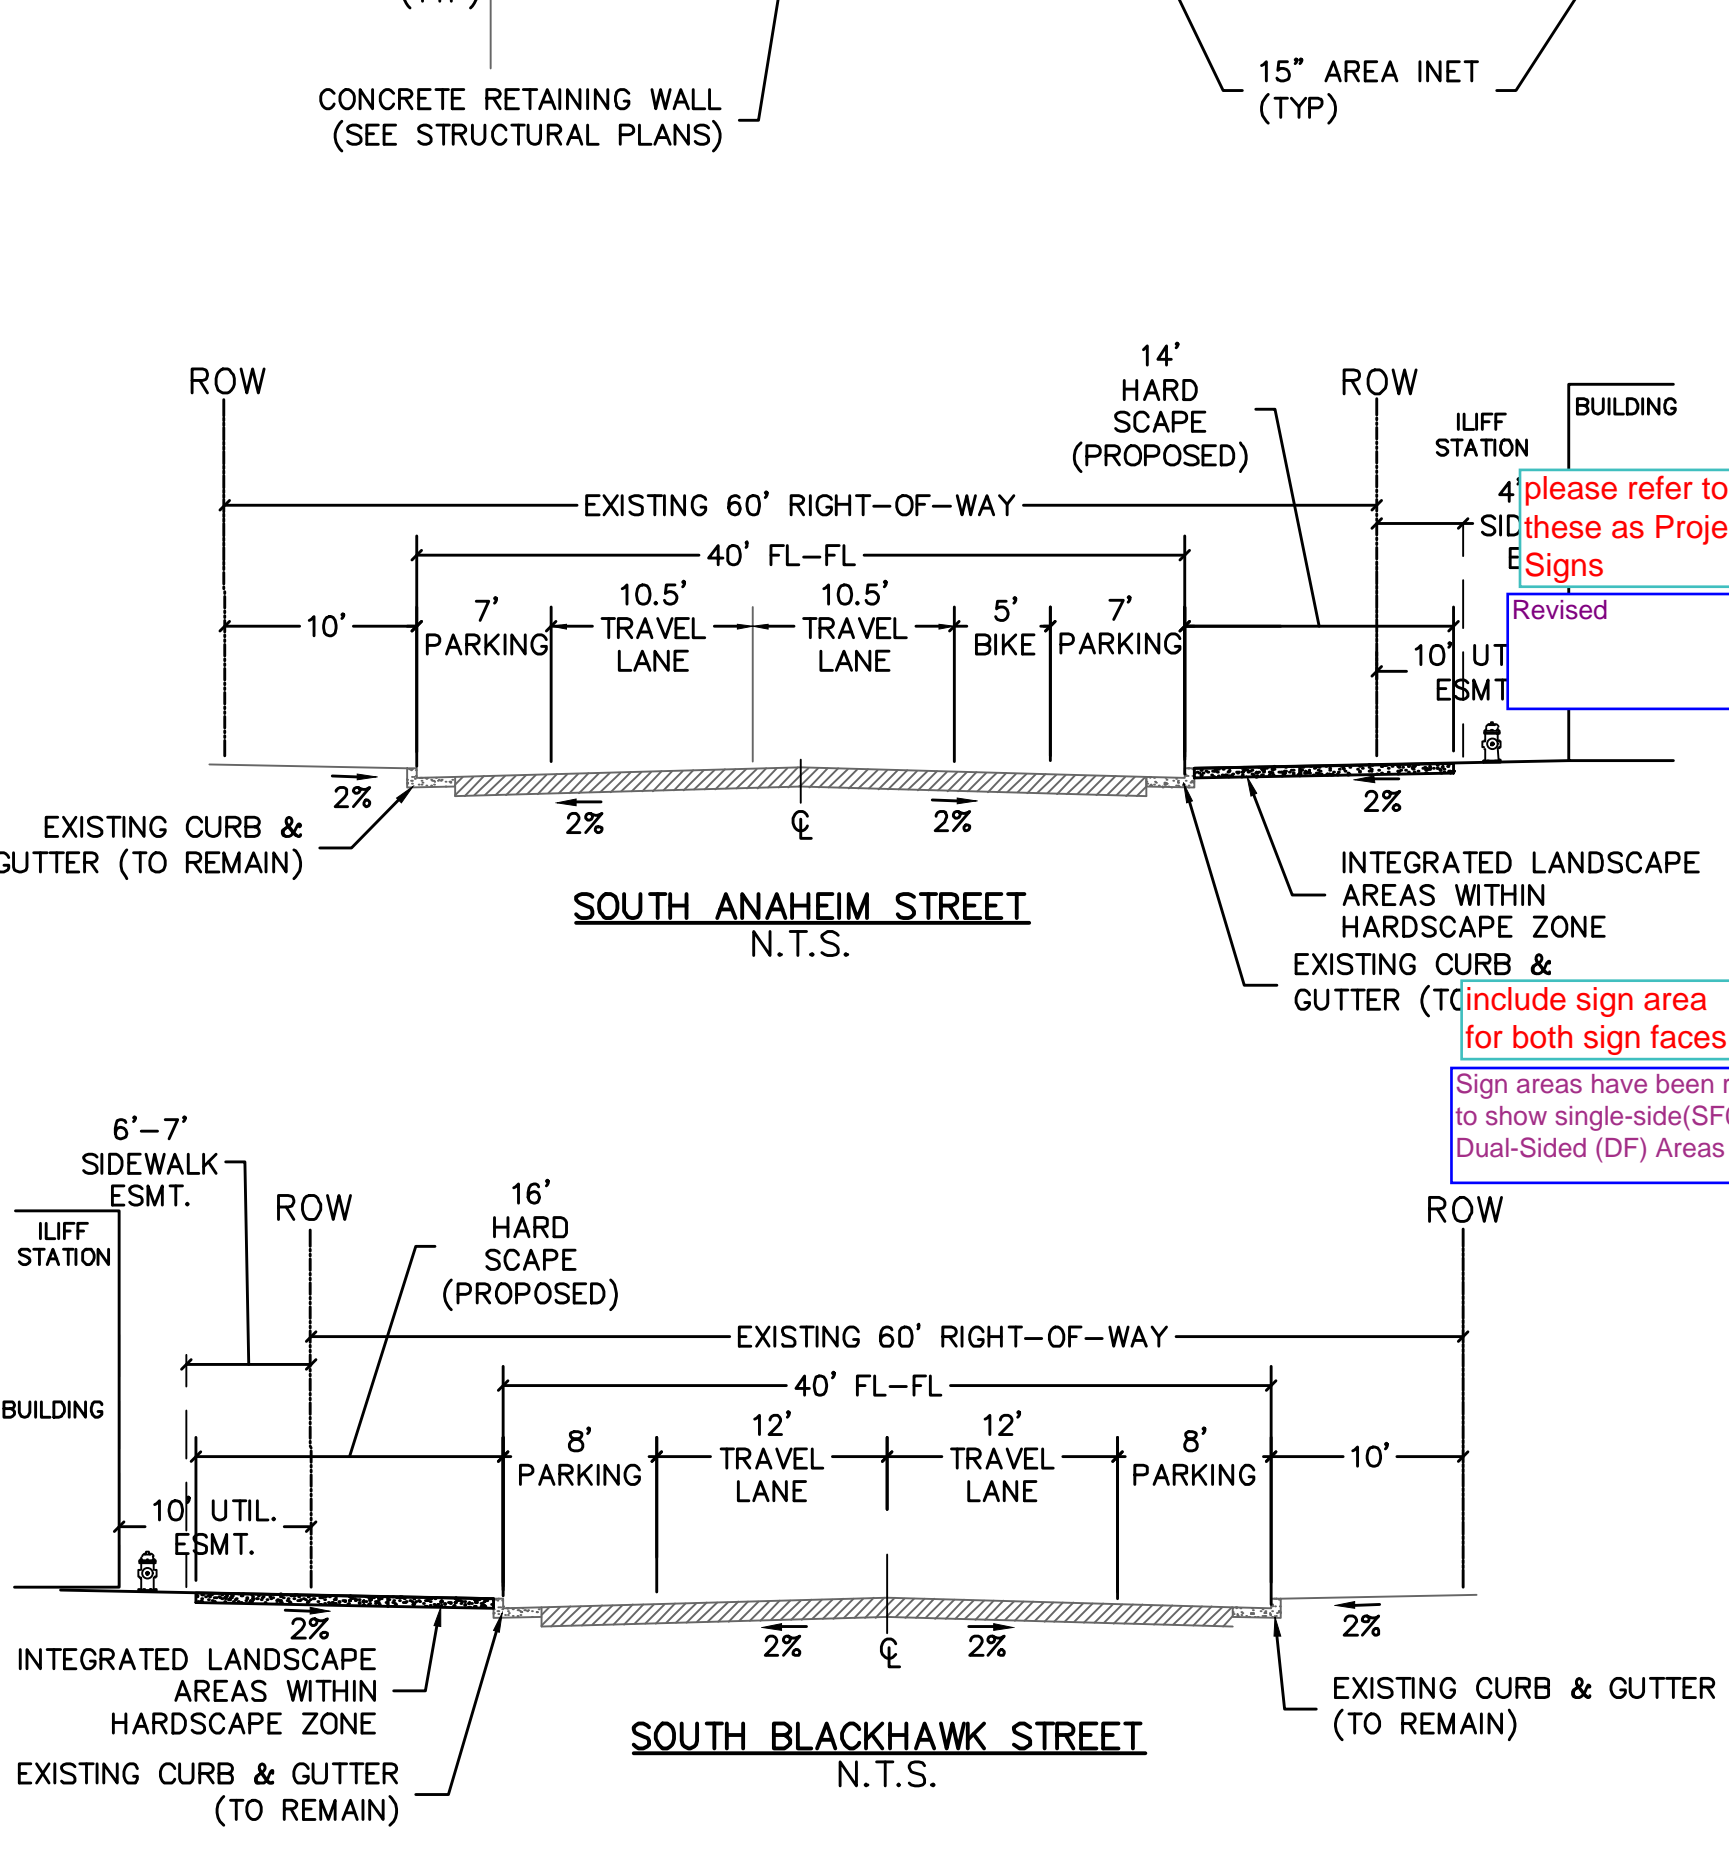 CONCRETE RETAINING WALL
(SEE STRUCTURAL PLANS)
15" AREA INET
(TYP)
ROW
14'
HARD
SCAPE
(PROPOSED)
ROW
ILIFF
STATION
BUILDING
EXISTING 60' RIGHT-OF-WAY
4'
please refer to
these as
Signs
40' FL-FL
10'
7'
PARKING
10.5'
TRAVEL
LANE
10.5'
TRAVEL
LANE
5'
BIKE
7'
PARKING
Revised
10'
ESMT
2%
2%
℄
2%
2%
EXISTING CURB &
GUTTER (TO REMAIN)
INTEGRATED LANDSCAPE
AREAS WITHIN
HARDSCAPE ZONE
SOUTH ANAHEIM STREET
N.T.S.
EXISTING CURB &
GUTTER
include sign area
for both sign faces
Sign areas have been
to show
Dual-Sided (DF) Areas
6'-7'
SIDEWALK
ESMT.
ROW
16'
HARD
SCAPE
(PROPOSED)
ROW
ILIFF
STATION
BUILDING
EXISTING 60' RIGHT-OF-WAY
40' FL-FL
8'
PARKING
12'
TRAVEL
LANE
12'
TRAVEL
LANE
8'
PARKING
10'
10' UTIL.
ESMT.
2%
2%
℄
2%
2%
INTEGRATED LANDSCAPE
AREAS WITHIN
HARDSCAPE ZONE
EXISTING CURB & GUTTER
(TO REMAIN)
EXISTING CURB & GUTTER
(TO REMAIN)
SOUTH BLACKHAWK STREET
N.T.S.